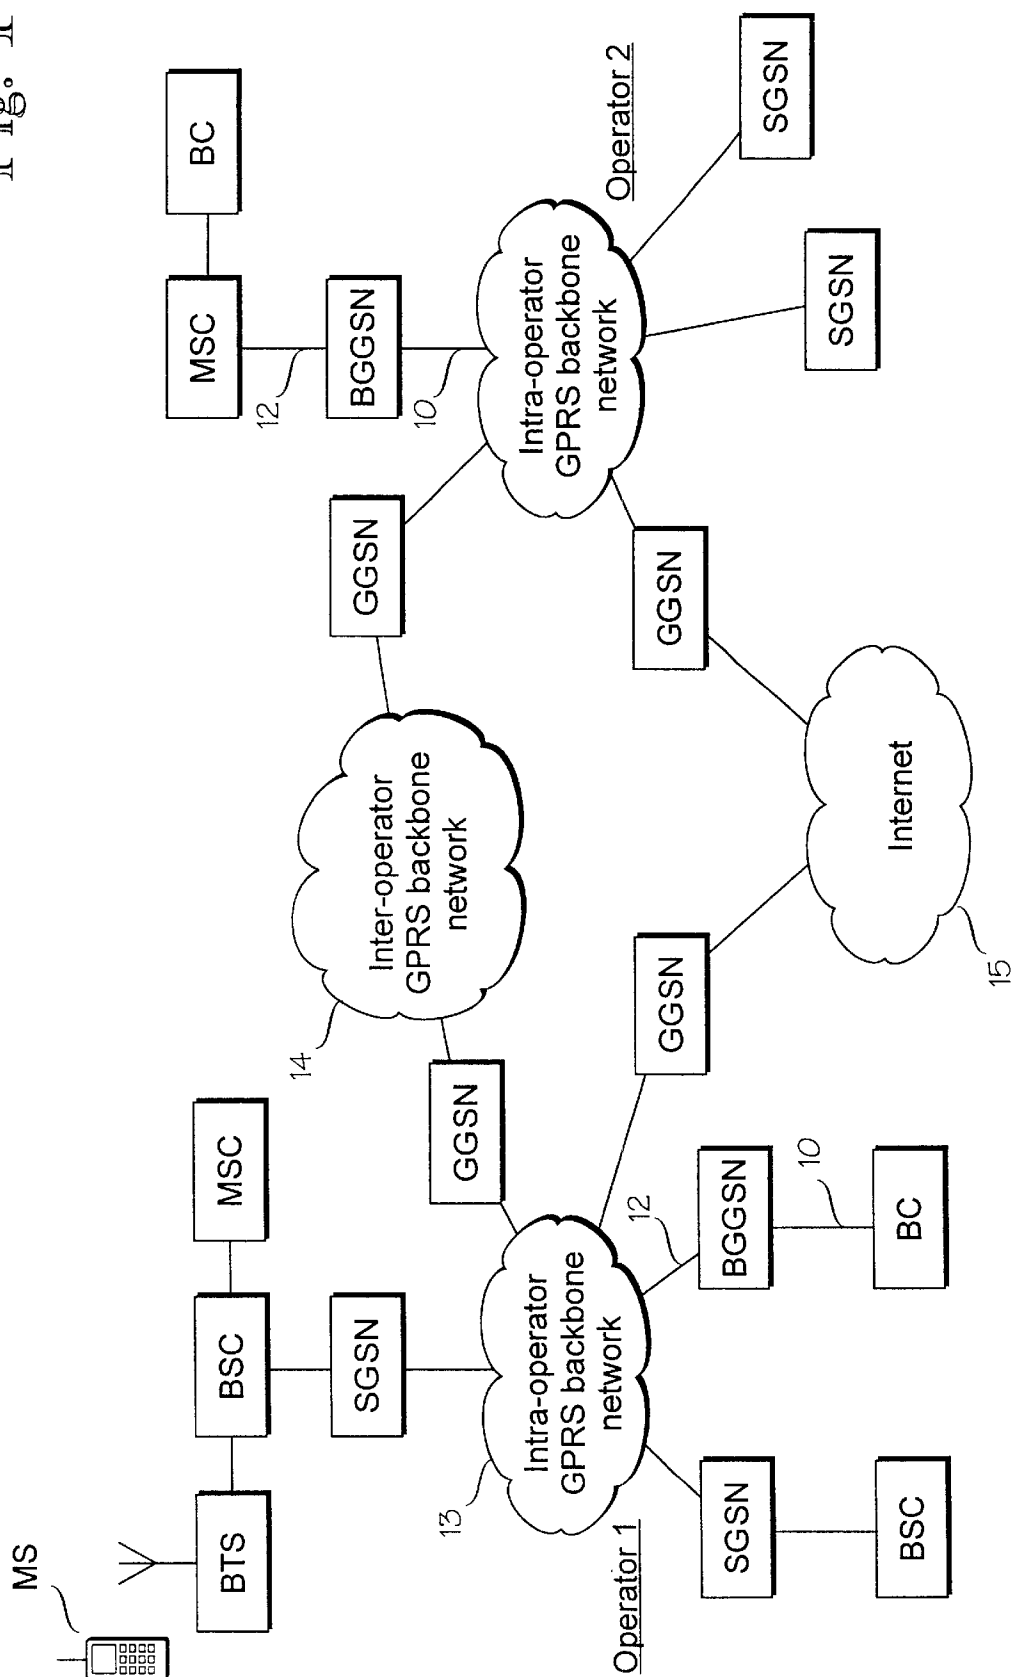 Fig. 1
MS
BTS
BSC
MSC
MSC
BC
12
14
SGSN
GGSN
BGGSN
10
Inter-operator
GPRS backbone
network
13
GGSN
Intra-operator
GPRS backbone
network
Intra-operator
GPRS backbone
network
Operator 1
12
Operator 2
GGSN
GGSN
SGSN
BGGSN
10
SGSN
SGSN
BSC
BC
Internet
15